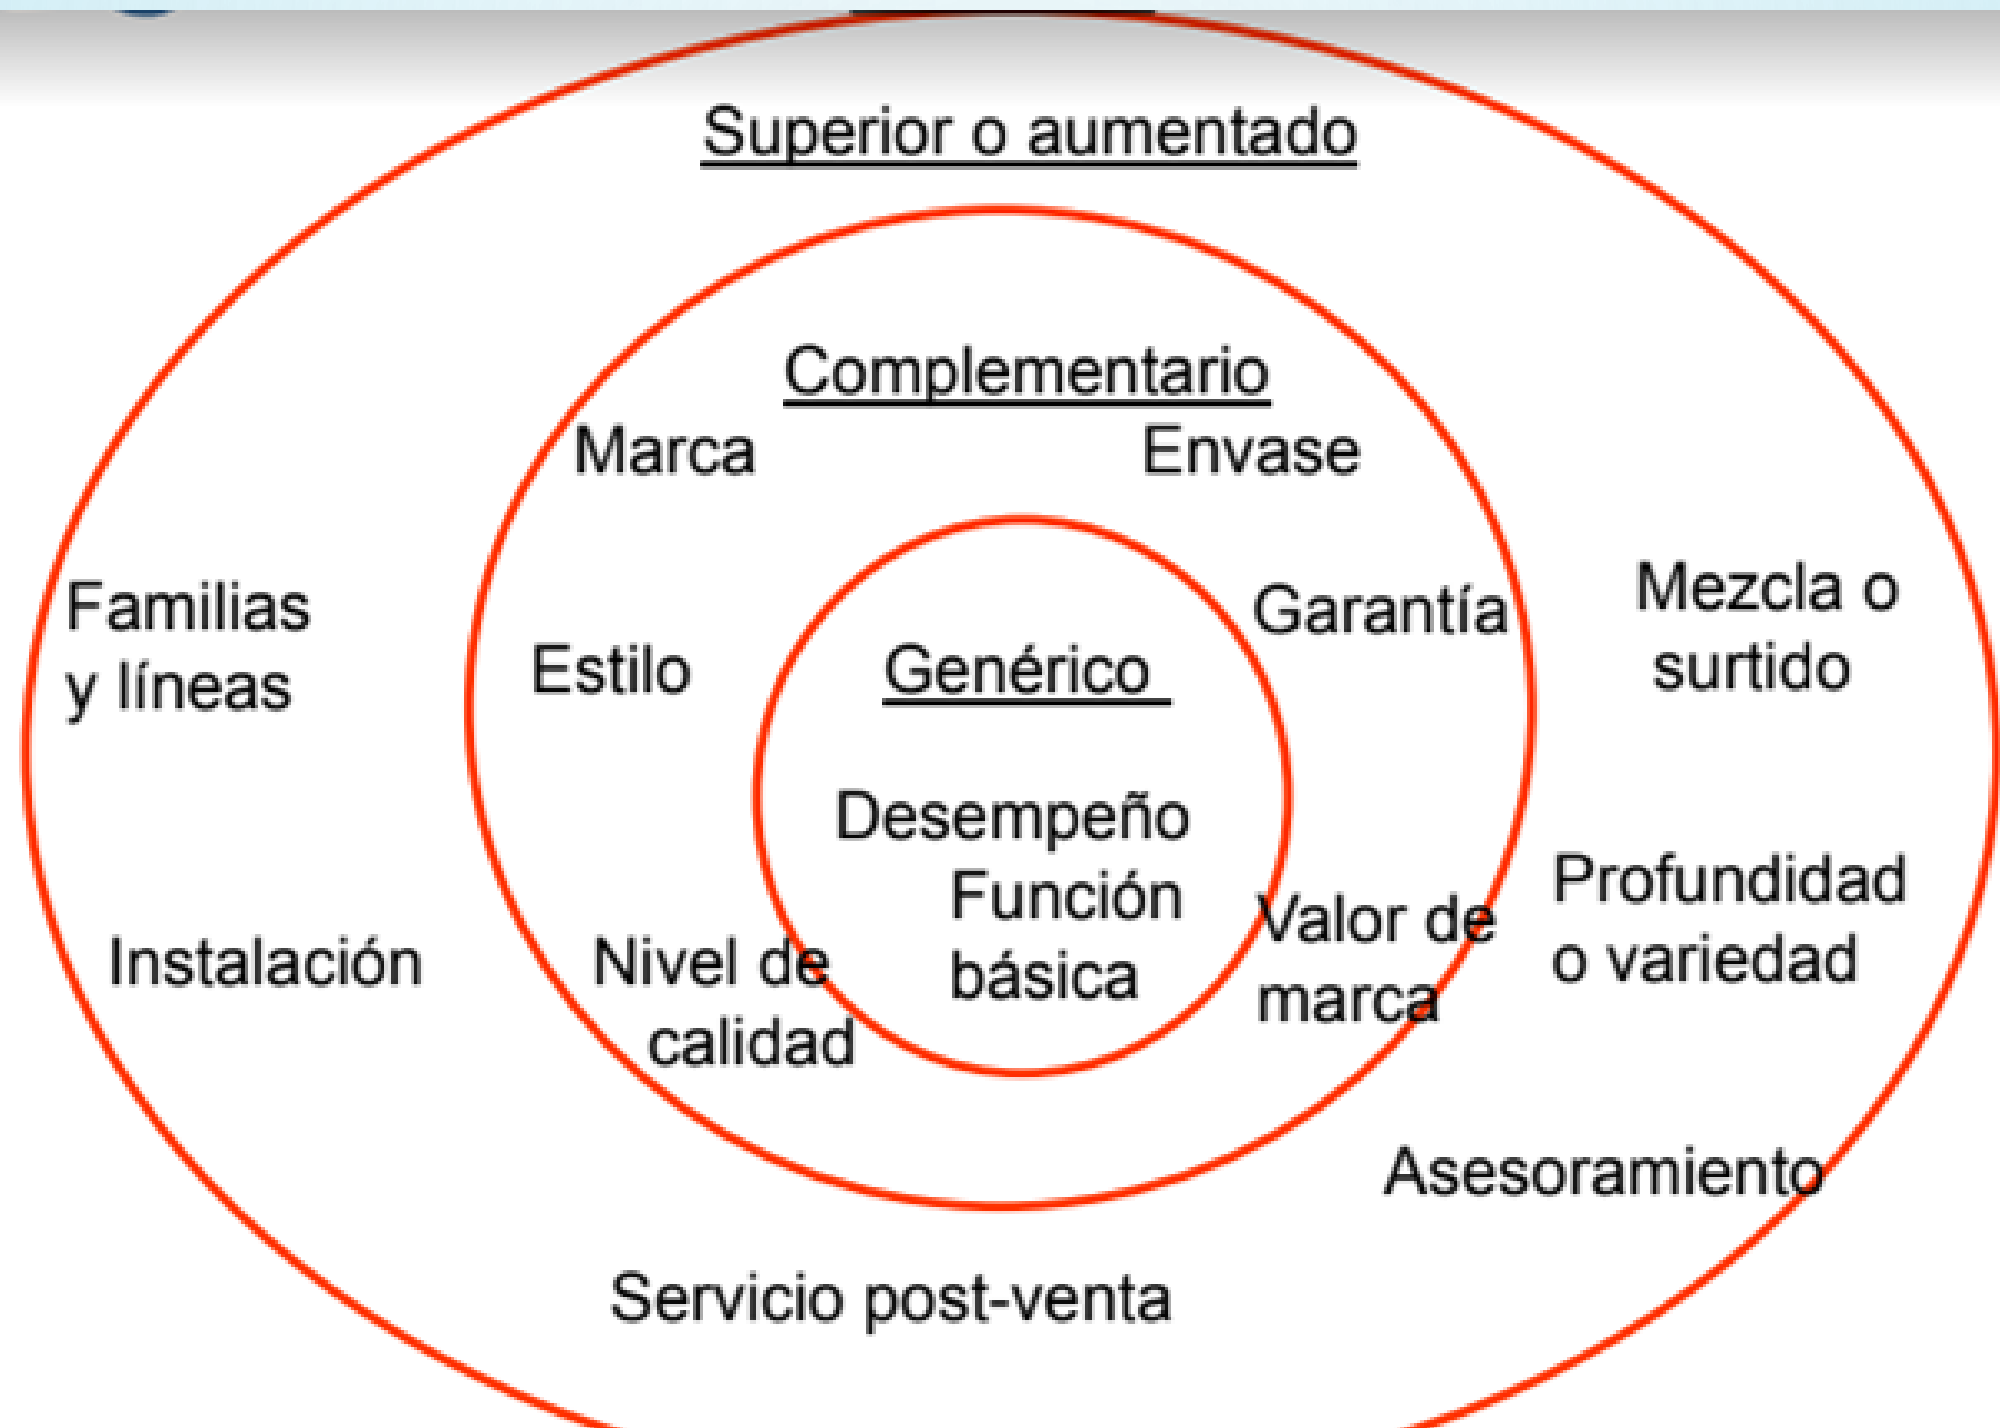 Superior o aumentado
Complementario
Marca
Envase
Familias
y líneas
Estilo
Genérico
Garantía
Mezcla o
surtido
Desempeño
Función
básica
Instalación
Nivel de
calidad
Valor de
marca
Profundidad
o variedad
Asesoramiento
Servicio post-venta